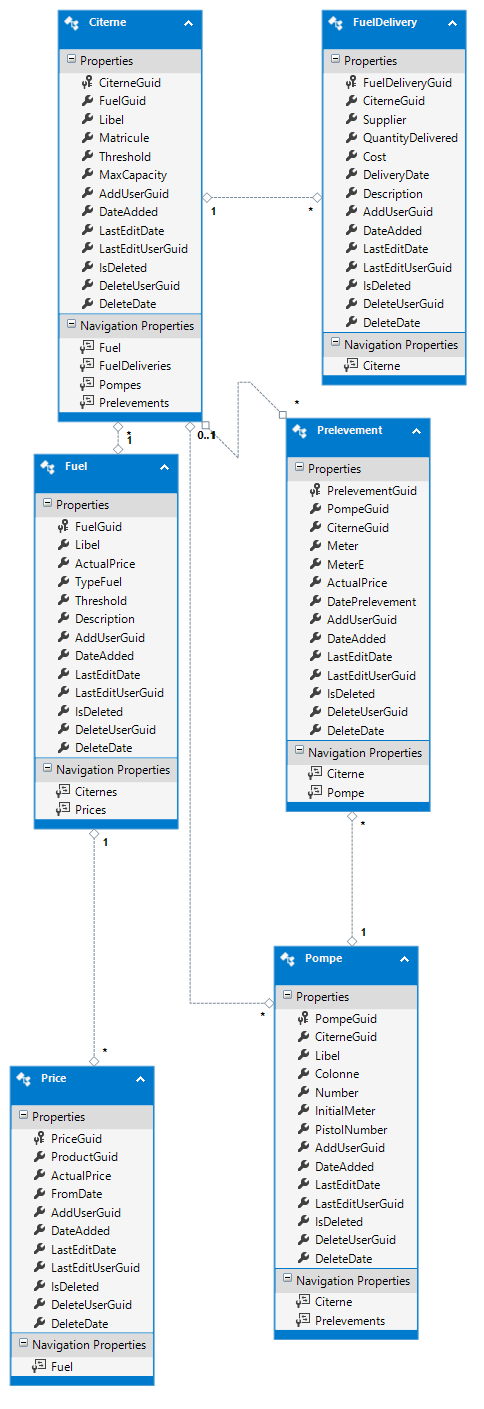 Citerne
Properties
CiterneGuid
FuelGuid
Libel
Matricule
Threshold
MaxCapacity
AddUserGuid
DateAdded
LastEditDate
LastEditUserGuid
IsDeleted
DeleteUserGuid
DeleteDate
Navigation Properties
Fuel
FuelDeliveries
Pompes
Prelevements
FuelDelivery
Properties
FuelDeliveryGuid
CiterneGuid
Supplier
QuantityDelivered
Cost
DeliveryDate
Description
AddUserGuid
DateAdded
LastEditDate
LastEditUserGuid
IsDeleted
DeleteUserGuid
DeleteDate
Navigation Properties
Citerne
1
*
*
1
0..1
*
Fuel
Properties
FuelGuid
Libel
ActualPrice
TypeFuel
Threshold
Description
AddUserGuid
DateAdded
LastEditDate
LastEditUserGuid
IsDeleted
DeleteUserGuid
DeleteDate
Navigation Properties
Citernes
Prices
Prelevement
Properties
PrelevementGuid
PompeGuid
CiterneGuid
Meter
MeterE
ActualPrice
DatePrelevement
AddUserGuid
DateAdded
LastEditDate
LastEditUserGuid
IsDeleted
DeleteUserGuid
DeleteDate
Navigation Properties
Citerne
Pompe
1
*
*
1
*
Pompe
Properties
PompeGuid
CiterneGuid
Libel
Colonne
Number
InitialMeter
PistolNumber
AddUserGuid
DateAdded
LastEditDate
LastEditUserGuid
IsDeleted
DeleteUserGuid
DeleteDate
Navigation Properties
Citerne
Prelevements
Price
Properties
PriceGuid
ProductGuid
ActualPrice
FromDate
AddUserGuid
DateAdded
LastEditDate
LastEditUserGuid
IsDeleted
DeleteUserGuid
DeleteDate
Navigation Properties
Fuel